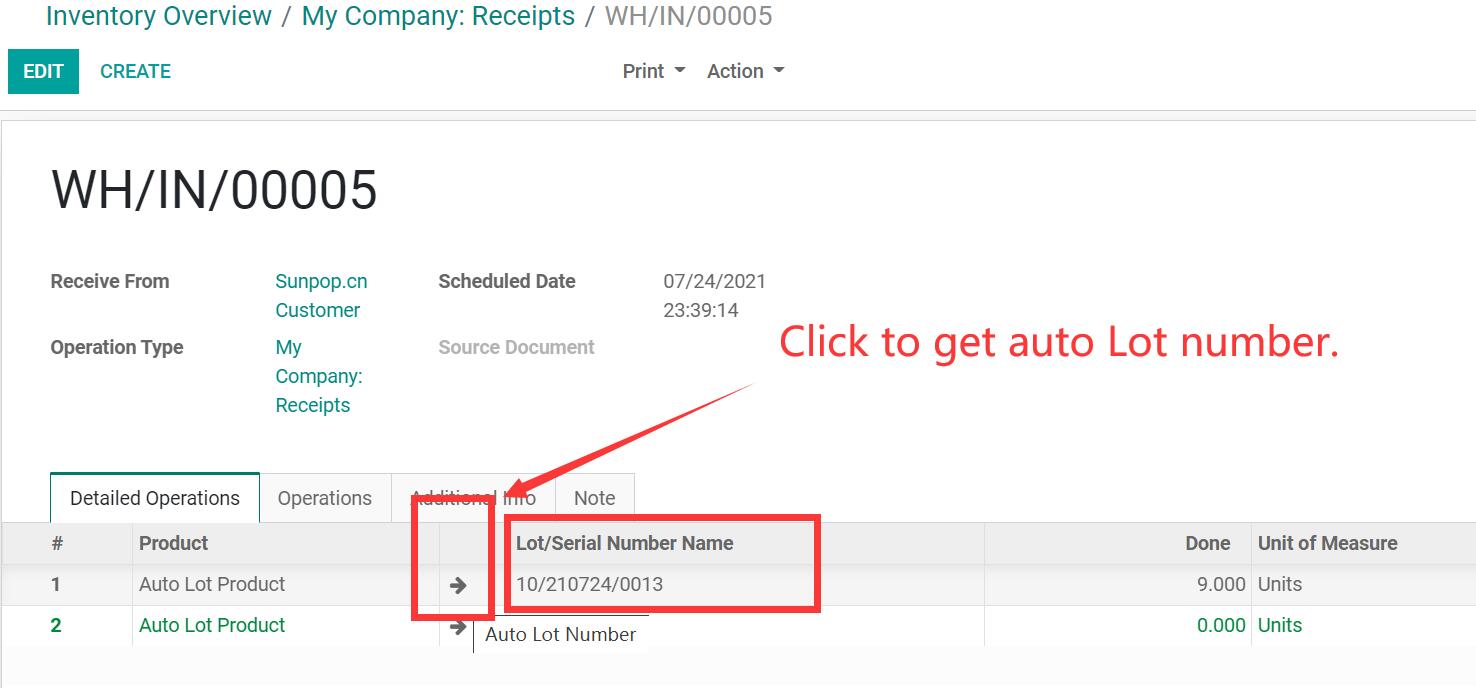 Inventory Overview / My Company: Receipts / WH/IN/00005
EDIT CREATE Print Action
WH/IN/00005
Receive From Sunpop.cn Customer Scheduled Date 07/24/2021 23:39:14
Operation Type My Company: Receipts Source Document
Click to get auto Lot number.
Detailed Operations Operations Additional Info Note
# Product Lot/Serial Number Name Done Unit of Measure
1 Auto Lot Product 10/210724/0013 9.000 Units
2 Auto Lot Product 0.000 Units
Auto Lot Number